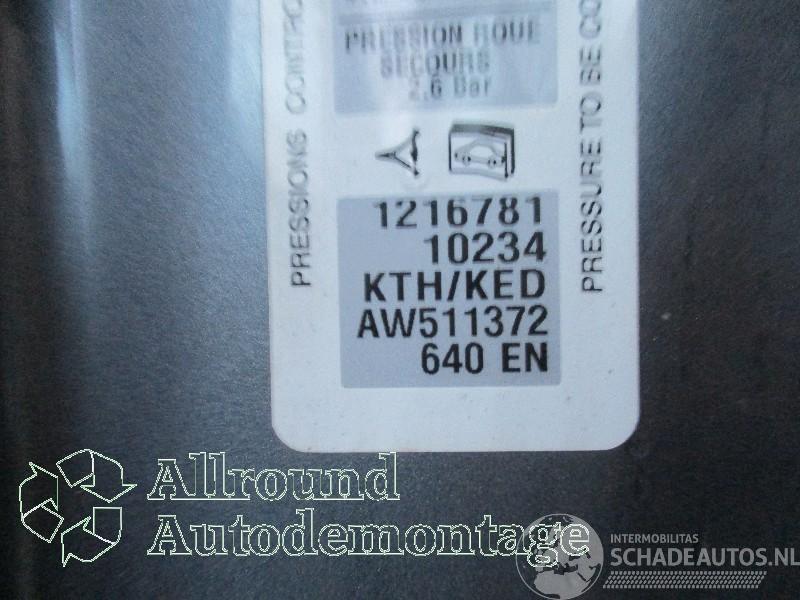 PRESSION ROUE
SECOURS
2,6 Bar
PRESSIONS
PRESSURE TO BE
1216781
10234
KTH/KED
AW511372
640 EN
Allround
Autodemontage
INTERMOBILITAS
SCHADEAUTOS.NL